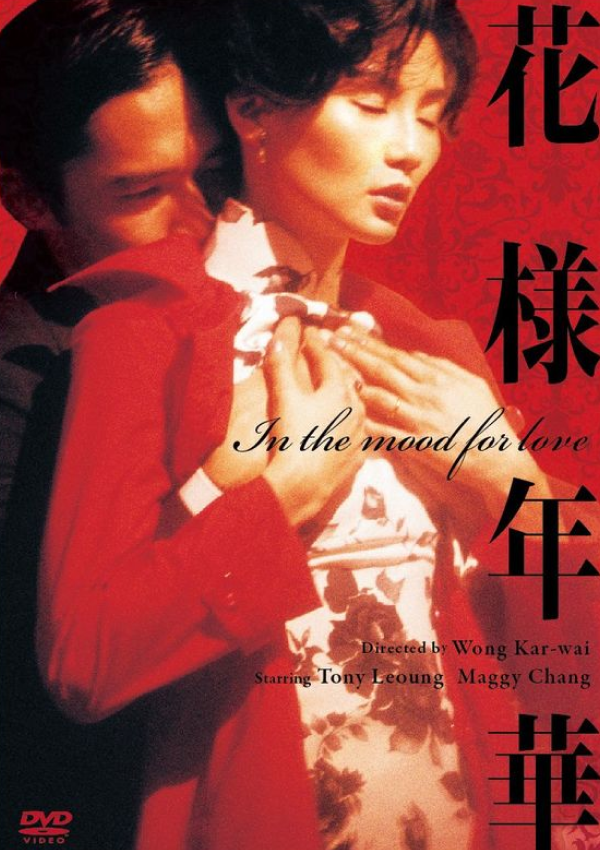 花様年華
In the mood for love
Directed by Wong Kar-wai
Starring Tony Leoung Maggy Chang
DVD
VIDEO